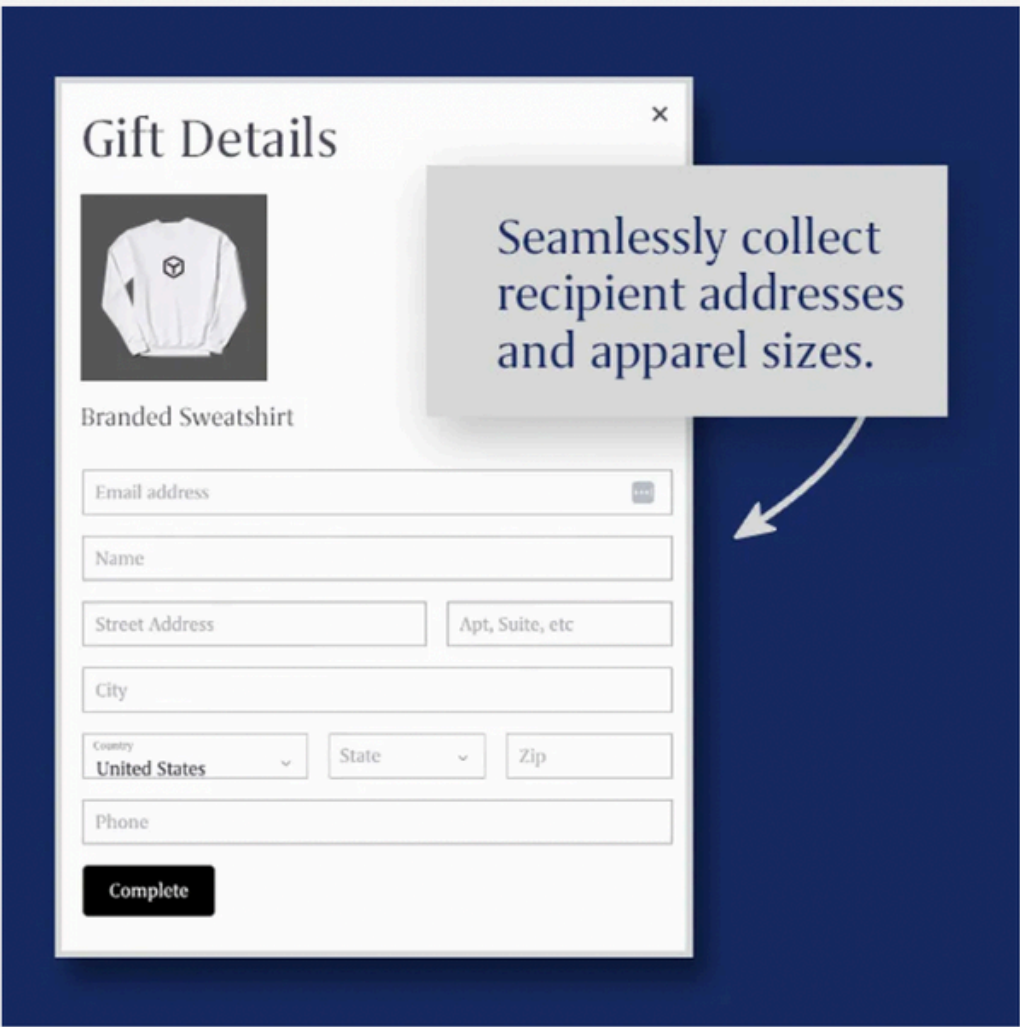 Gift Details
Seamlessly collect
recipient addresses
and apparel sizes.
Branded Sweatshirt
Email address
Name
Street Address
Apt, Suite, etc
City
Country
United States
State
Zip
Phone
Complete